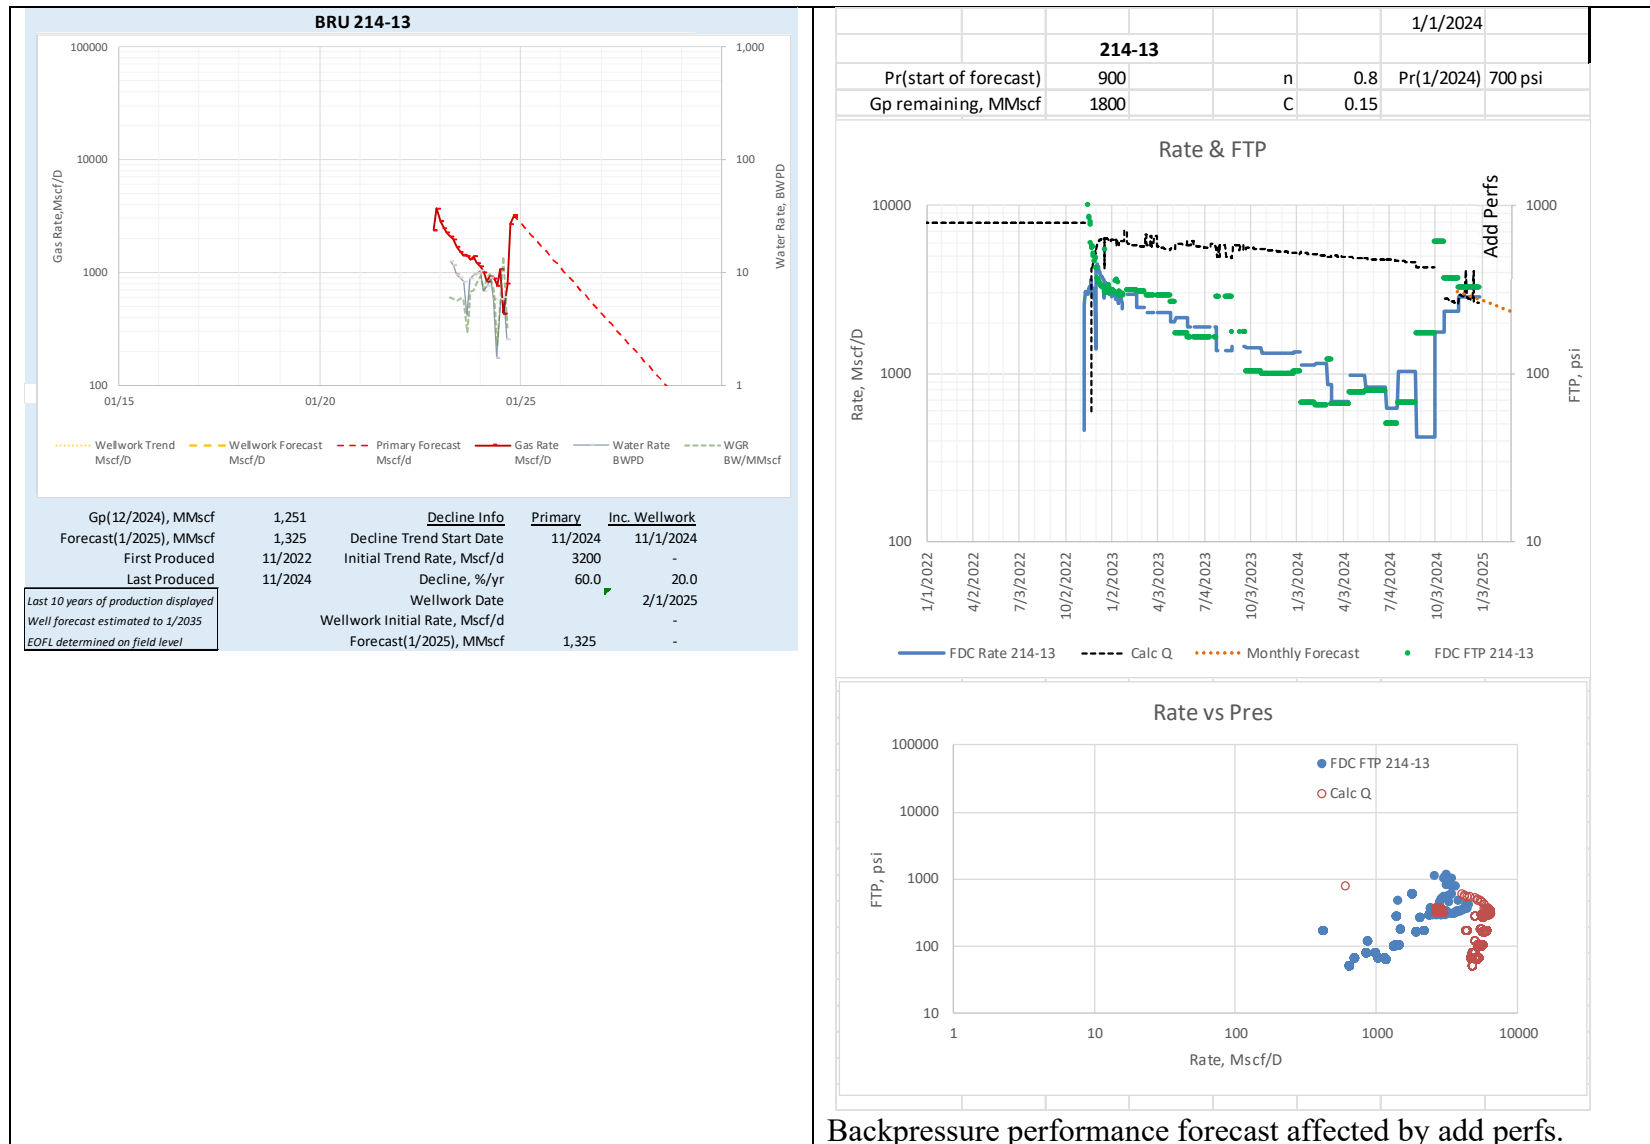 BRU 214-13
100000
10000
1000
100
1,000
100
10
1
Gas Rate,Mscf/D
Water Rate, BWPD
01/15
01/20
01/25
Wellwork Trend Mscf/D
Wellwork Forecast Mscf/D
Primary Forecast Mscf/d
Gas Rate Mscf/D
Water Rate BWPD
WGR BW/MMscf
Gp(12/2024), MMscf 1,251 Decline Info Primary Inc. Wellwork
Forecast(1/2025), MMscf 1,325 Decline Trend Start Date 11/2024 11/1/2024
First Produced 11/2022 Initial Trend Rate, Mscf/d 3200 -
Last Produced 11/2024 Decline, %/yr 60.0 20.0
Last 10 years of production displayed Wellwork Date 2/1/2025
Well forecast estimated to 1/2035 Wellwork Initial Rate, Mscf/d -
EOFL determined on field level Forecast(1/2025), MMscf 1,325 -
1/1/2024
214-13
Pr(start of forecast) 900 n 0.8 Pr(1/2024) 700 psi
Gp remaining, MMscf 1800 C 0.15
Rate & FTP
10000
1000
100
1000
100
10
Rate, Mscf/D
FTP, psi
Add Perfs
1/1/2022
4/2/2022
7/3/2022
10/2/2022
1/2/2023
4/3/2023
7/4/2023
10/3/2023
1/3/2024
4/3/2024
7/4/2024
10/3/2024
1/3/2025
FDC Rate 214-13
Calc Q
Monthly Forecast
FDC FTP 214-13
Rate vs Pres
100000
10000
1000
100
10
FTP, psi
FDC FTP 214-13
Calc Q
1
10
100
1000
10000
Rate, Mscf/D
Backpressure performance forecast affected by add perfs.